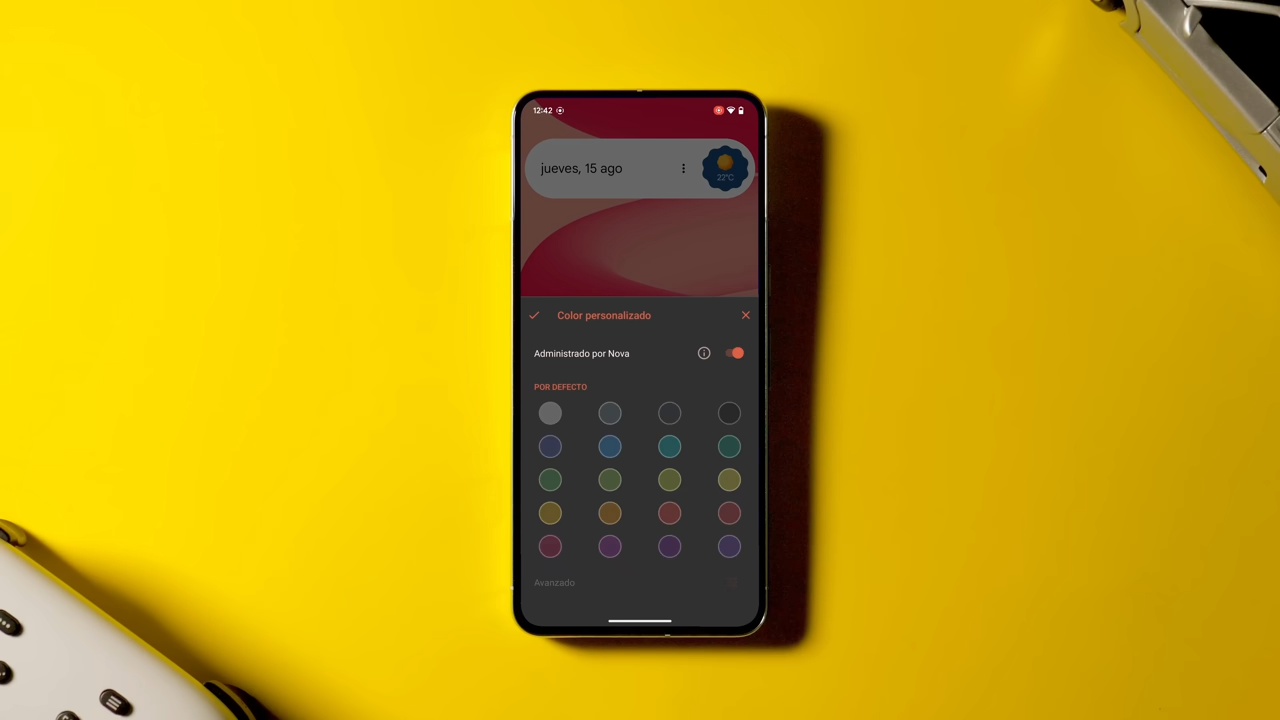 12:42
jueves, 15 ago
22°C
Color personalizado
Administrado por Nova
POR DEFECTO
Avanzado